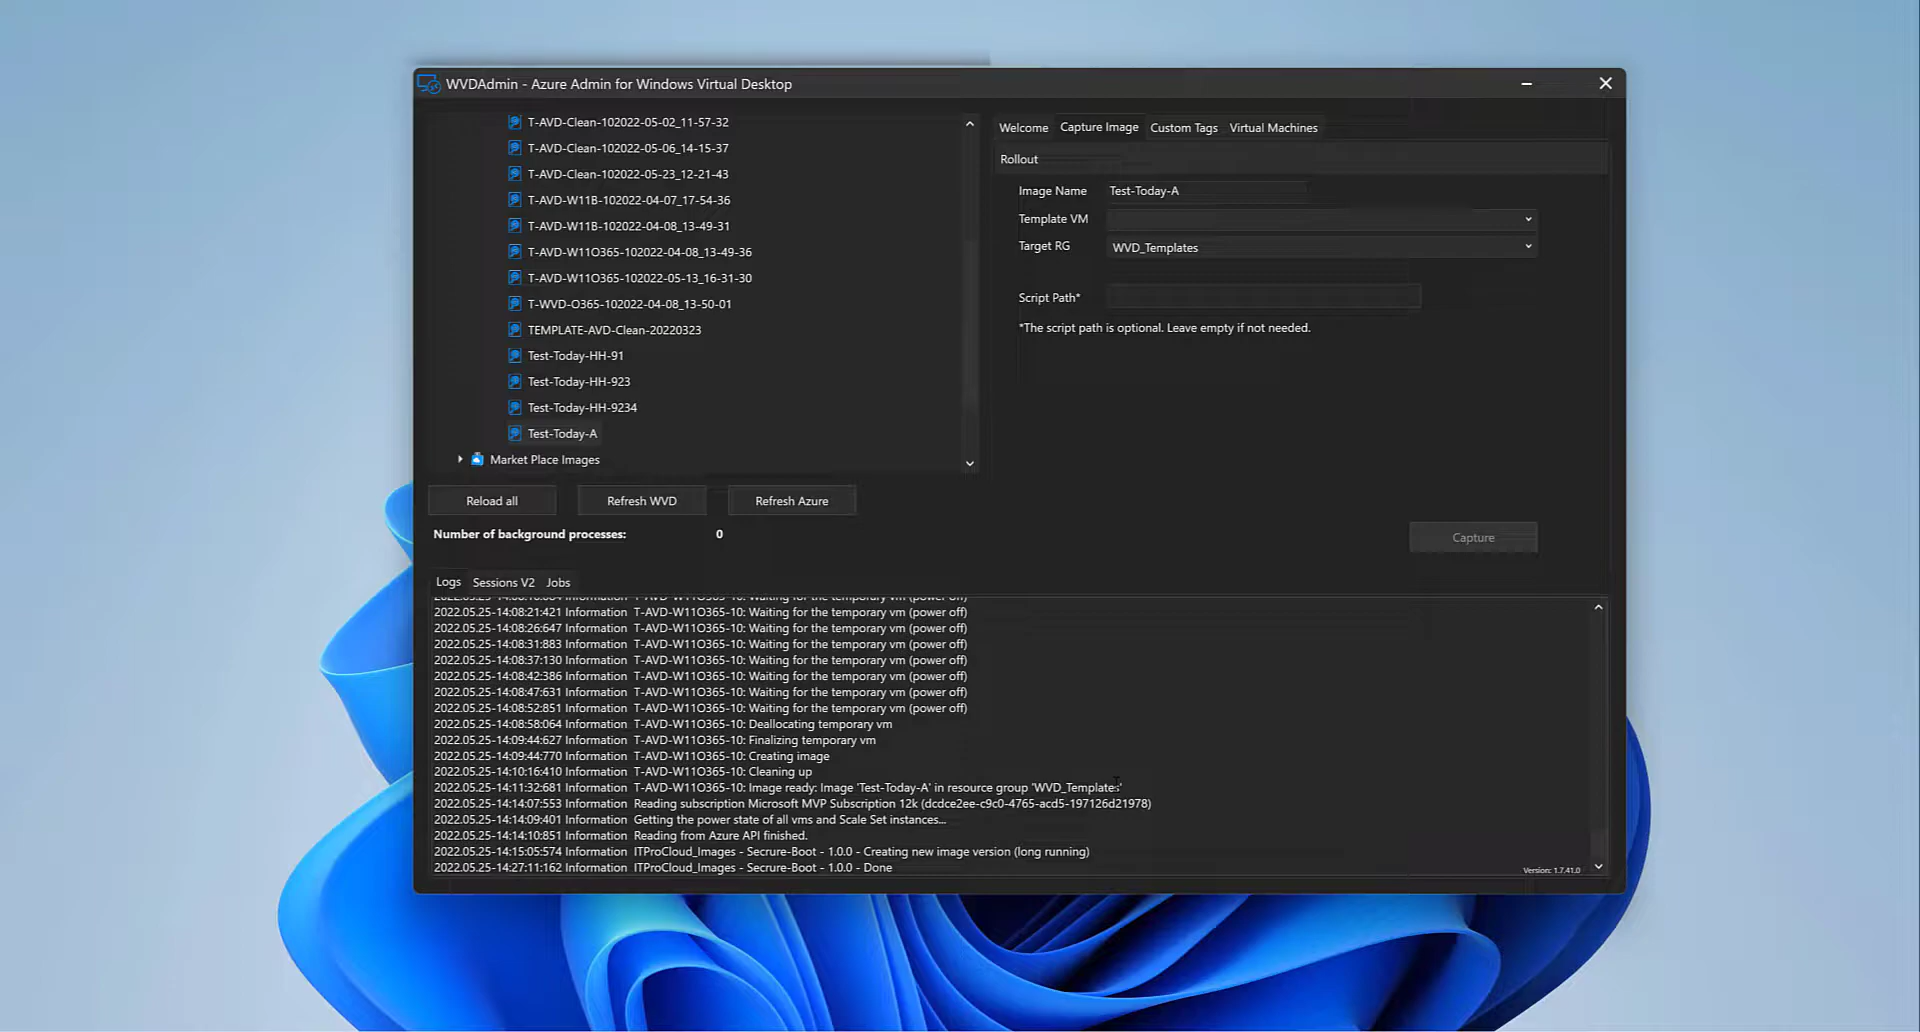 WVDAdmin - Azure Admin for Windows Virtual Desktop
T-AVD-Clean-102022-05-02_11-57-32
T-AVD-Clean-102022-05-06_14-15-37
T-AVD-Clean-102022-05-23_12-21-43
T-AVD-W11B-102022-04-07_17-54-36
T-AVD-W11B-102022-04-08_13-49-31
T-AVD-W11O365-102022-04-08_13-49-36
T-AVD-W11O365-102022-05-13_16-31-30
T-WVD-O365-102022-04-08_13-50-01
TEMPLATE-AVD-Clean-20220323
Test-Today-HH-91
Test-Today-HH-923
Test-Today-HH-9234
Test-Today-A
Market Place Images
Reload all Refresh WVD Refresh Azure
Number of background processes: 0
Welcome Capture Image Custom Tags Virtual Machines
Rollout
Image Name Test-Today-A
Template VM
Target RG WVD_Templates
Script Path*
*The script path is optional. Leave empty if not needed.
Capture
Logs Sessions V2 Jobs
Information T-AVD-W11O365-10: Waiting for the temporary vm (power off)
2022.05.25-14:08:21:421 Information T-AVD-W11O365-10: Waiting for the temporary vm (power off)
2022.05.25-14:08:26:647 Information T-AVD-W11O365-10: Waiting for the temporary vm (power off)
2022.05.25-14:08:31:883 Information T-AVD-W11O365-10: Waiting for the temporary vm (power off)
2022.05.25-14:08:37:130 Information T-AVD-W11O365-10: Waiting for the temporary vm (power off)
2022.05.25-14:08:42:386 Information T-AVD-W11O365-10: Waiting for the temporary vm (power off)
2022.05.25-14:08:47:631 Information T-AVD-W11O365-10: Waiting for the temporary vm (power off)
2022.05.25-14:08:52:851 Information T-AVD-W11O365-10: Waiting for the temporary vm (power off)
2022.05.25-14:08:58:064 Information T-AVD-W11O365-10: Deallocating temporary vm
2022.05.25-14:09:44:627 Information T-AVD-W11O365-10: Finalizing temporary vm
2022.05.25-14:09:44:770 Information T-AVD-W11O365-10: Creating image
2022.05.25-14:10:16:410 Information T-AVD-W11O365-10: Cleaning up
2022.05.25-14:11:32:681 Information T-AVD-W11O365-10: Image ready: Image 'Test-Today-A' in resource group 'WVD_Templates'
2022.05.25-14:14:07:553 Information Reading subscription Microsoft MVP Subscription 12k (dcdce2ee-c9c0-4765-acd5-197126d21978)
2022.05.25-14:14:09:401 Information Getting the power state of all vms and Scale Set instances...
2022.05.25-14:14:10:851 Information Reading from Azure API finished.
2022.05.25-14:15:05:574 Information ITProCloud_Images - Secrure-Boot - 1.0.0 - Creating new image version (long running)
2022.05.25-14:27:11:162 Information ITProCloud_Images - Secrure-Boot - 1.0.0 - Done
Version: 1.7.41.0